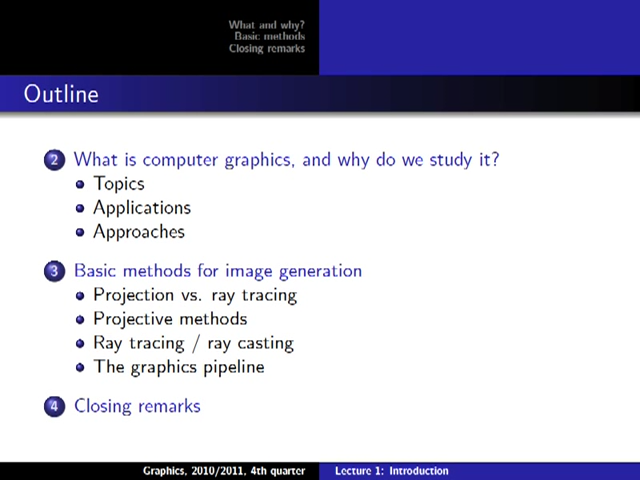 What and why?
Basic methods
Closing remarks
Outline
2 What is computer graphics, and why do we study it?
Topics
Applications
Approaches
3 Basic methods for image generation
Projection vs. ray tracing
Projective methods
Ray tracing / ray casting
The graphics pipeline
4 Closing remarks
Graphics, 2010/2011, 4th quarter Lecture 1: Introduction